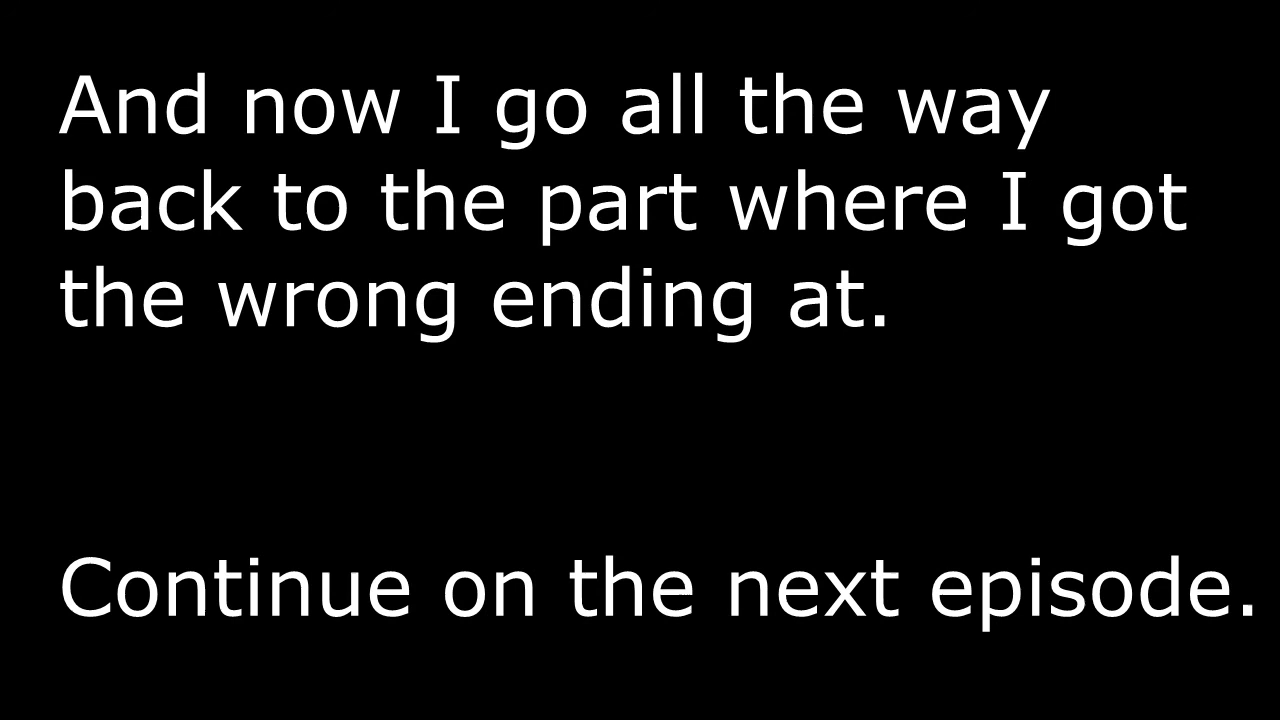 And now I go all the way
back to the part where I got
the wrong ending at.
Continue on the next episode.